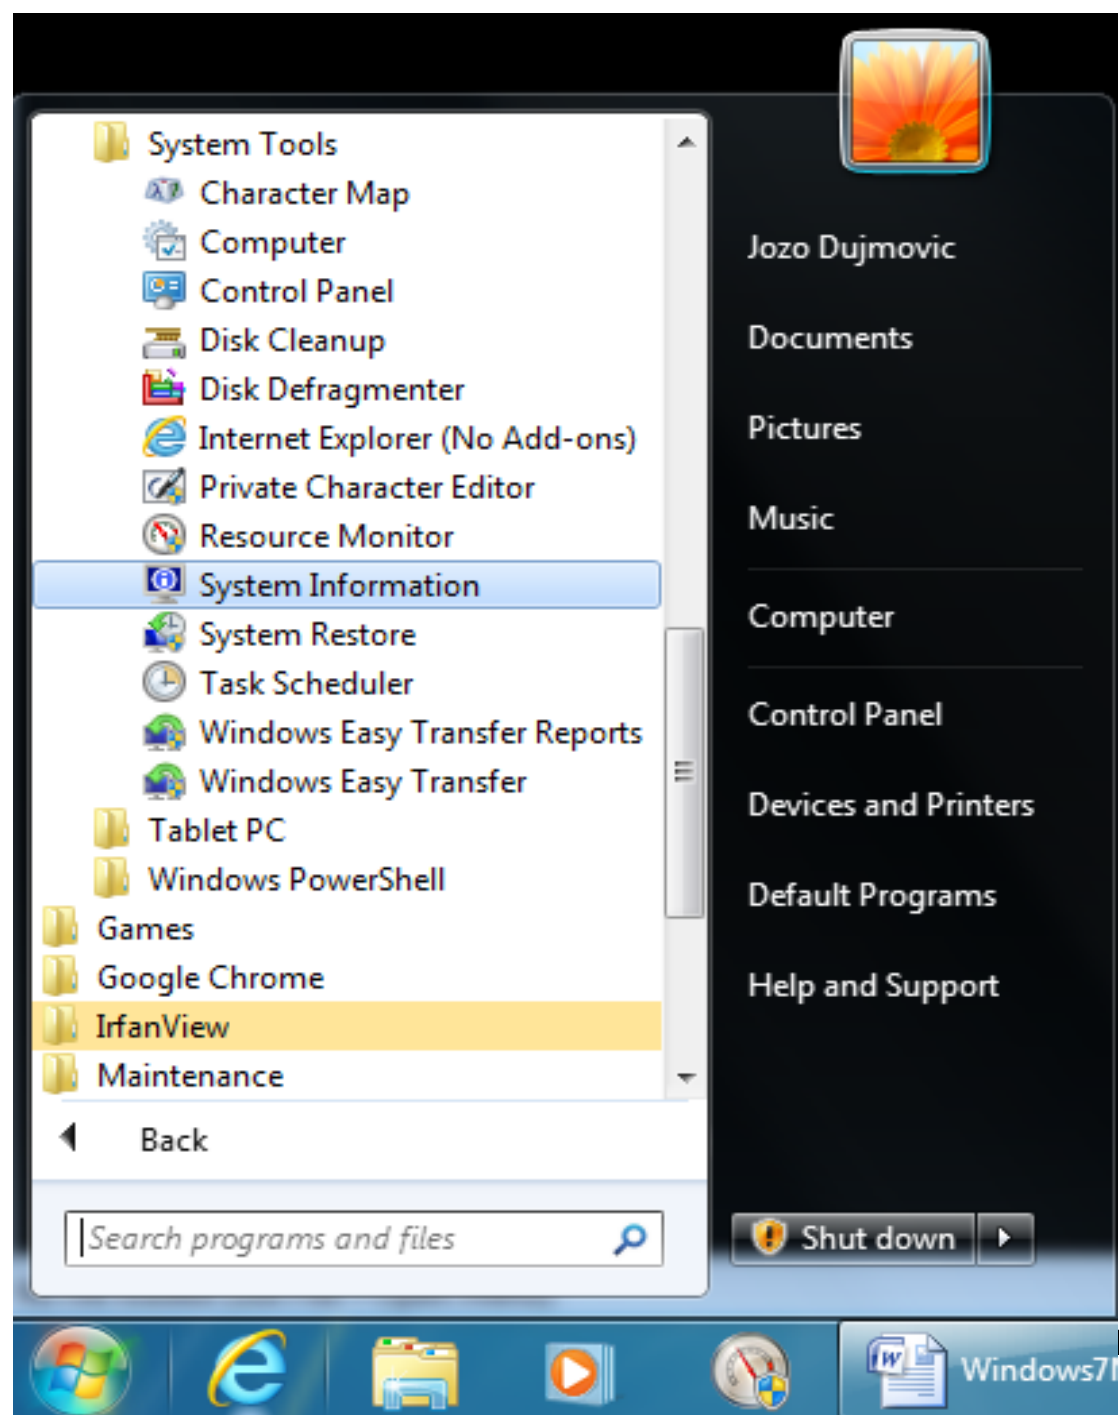 System Tools
Character Map
Computer
Control Panel
Disk Cleanup
Disk Defragmenter
Internet Explorer (No Add-ons)
Private Character Editor
Resource Monitor
System Information
System Restore
Task Scheduler
Windows Easy Transfer Reports
Windows Easy Transfer
Tablet PC
Windows PowerShell
Games
Google Chrome
IrfanView
Maintenance
Back
Search programs and files
Jozo Dujmovic
Documents
Pictures
Music
Computer
Control Panel
Devices and Printers
Default Programs
Help and Support
Shut down
Windows7